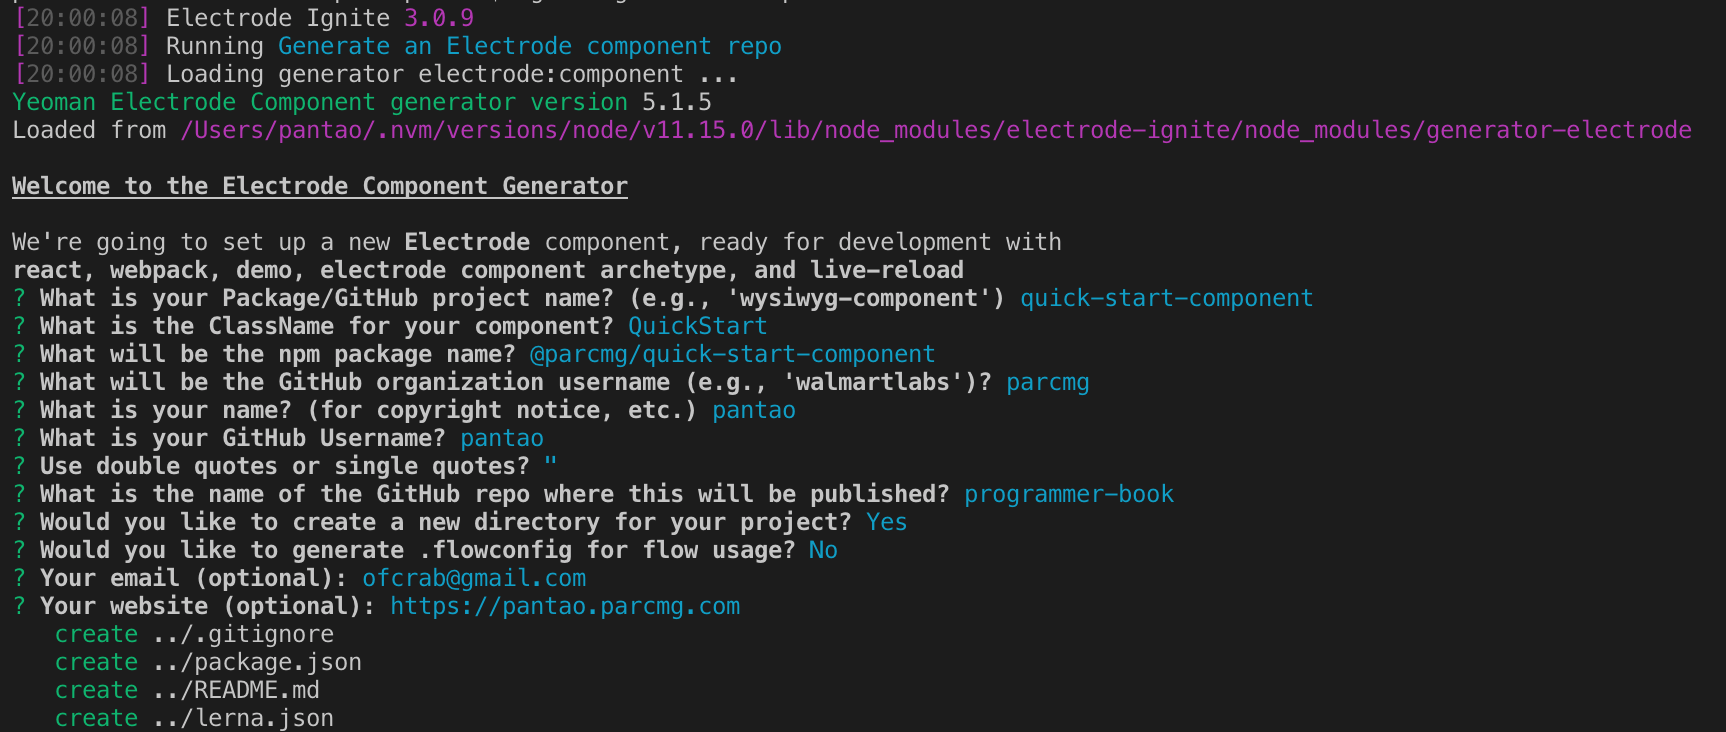 [20:00:08] Electrode Ignite 3.0.9
[20:00:08] Running Generate an Electrode component repo
[20:00:08] Loading generator electrode:component ...
Yeoman Electrode Component generator version 5.1.5
Loaded from /Users/pantao/.nvm/versions/node/v11.15.0/lib/node_modules/electrode-ignite/node_modules/generator-electrode
Welcome to the Electrode Component Generator
We're going to set up a new Electrode component, ready for development with
react, webpack, demo, electrode component archetype, and live-reload
? What is your Package/GitHub project name? (e.g., 'wysiwyg-component') quick-start-component
? What is the ClassName for your component? QuickStart
? What will be the npm package name? @parcmg/quick-start-component
? What will be the GitHub organization username (e.g., 'walmartlabs')? parcmg
? What is your name? (for copyright notice, etc.) pantao
? What is your GitHub Username? pantao
? Use double quotes or single quotes? "
? What is the name of the GitHub repo where this will be published? programmer-book
? Would you like to create a new directory for your project? Yes
? Would you like to generate .flowconfig for flow usage? No
? Your email (optional): ofcrab@gmail.com
? Your website (optional): https://pantao.parcmg.com
create ../.gitignore
create ../package.json
create ../README.md
create ../lerna.json